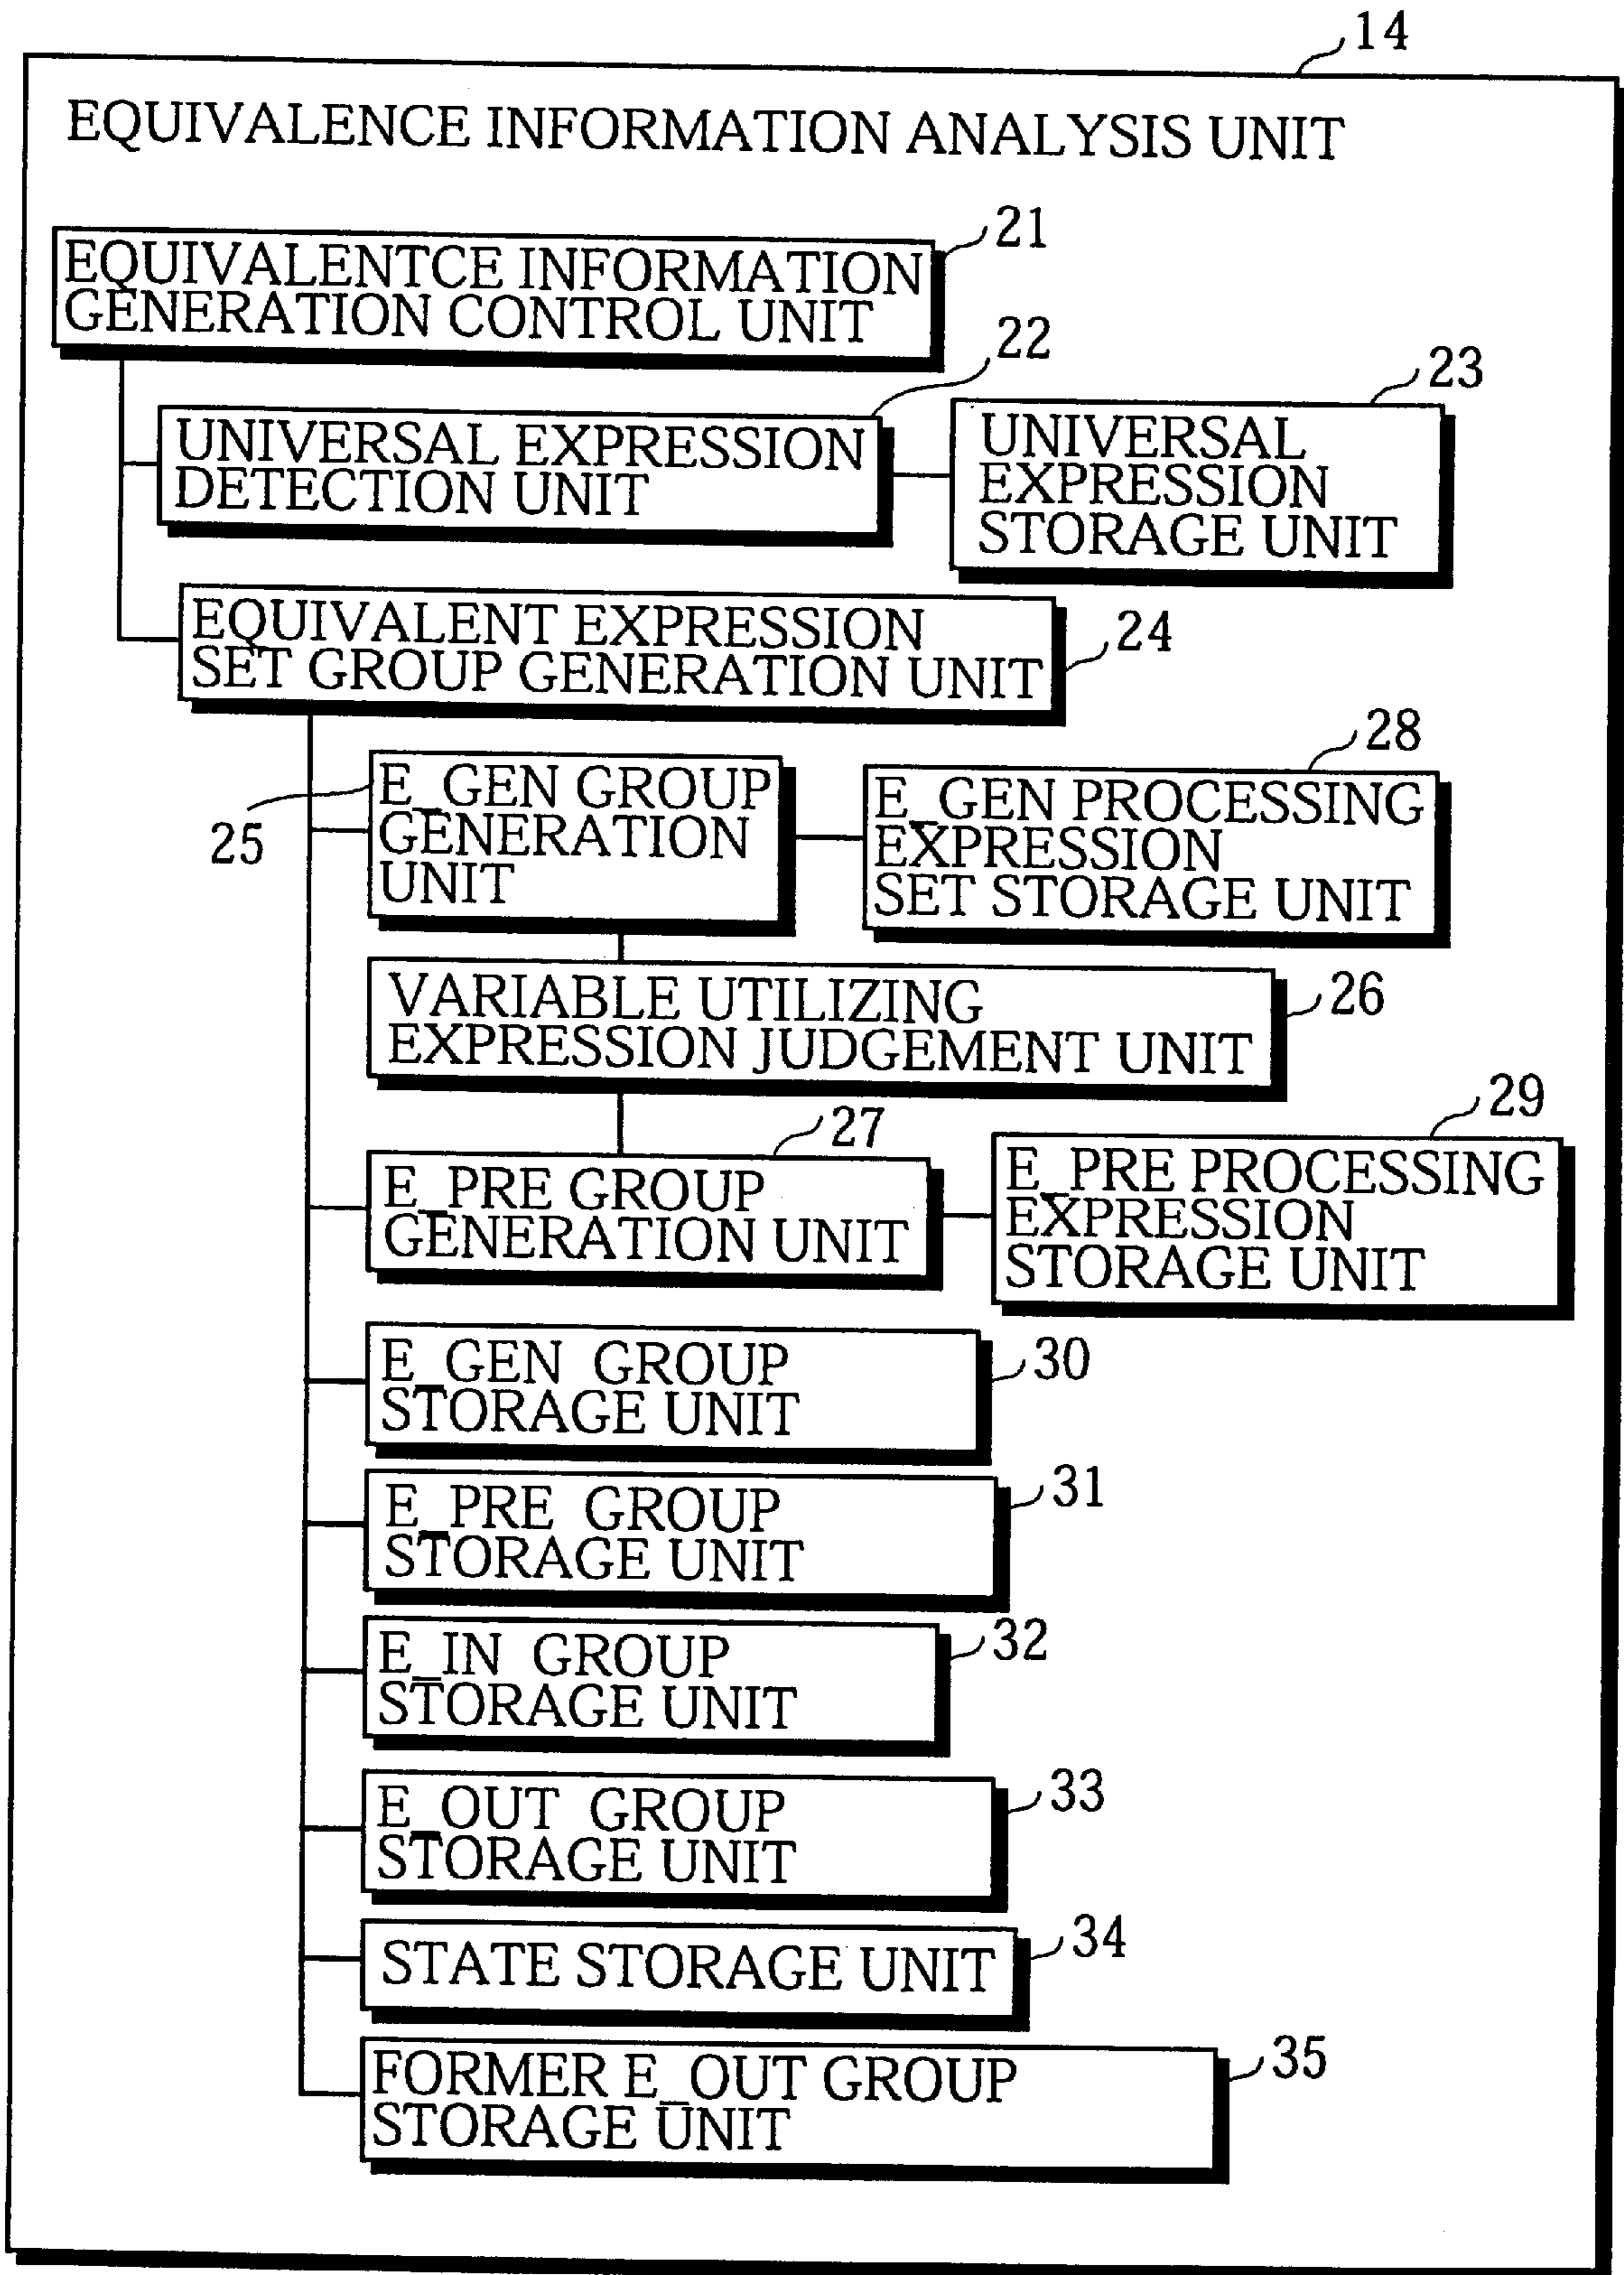 14
EQUIVALENCE INFORMATION ANALYSIS UNIT
21
EQUIVALENTCE INFORMATION
GENERATION CONTROL UNIT
22
UNIVERSAL EXPRESSION
DETECTION UNIT
23
UNIVERSAL
EXPRESSION
STORAGE UNIT
EQUIVALENT EXPRESSION
SET GROUP GENERATION UNIT
24
25
E_GEN GROUP
GENERATION
UNIT
28
E_GEN PROCESSING
EXPRESSION
SET STORAGE UNIT
VARIABLE UTILIZING
EXPRESSION JUDGEMENT UNIT
26
27
E_PRE GROUP
GENERATION UNIT
29
E_PRE PROCESSING
EXPRESSION
STORAGE UNIT
E_GEN GROUP
STORAGE UNIT
30
E_PRE GROUP
STORAGE UNIT
31
E_IN GROUP
STORAGE UNIT
32
E_OUT GROUP
STORAGE UNIT
33
STATE STORAGE UNIT
34
FORMER E_OUT GROUP
STORAGE UNIT
35